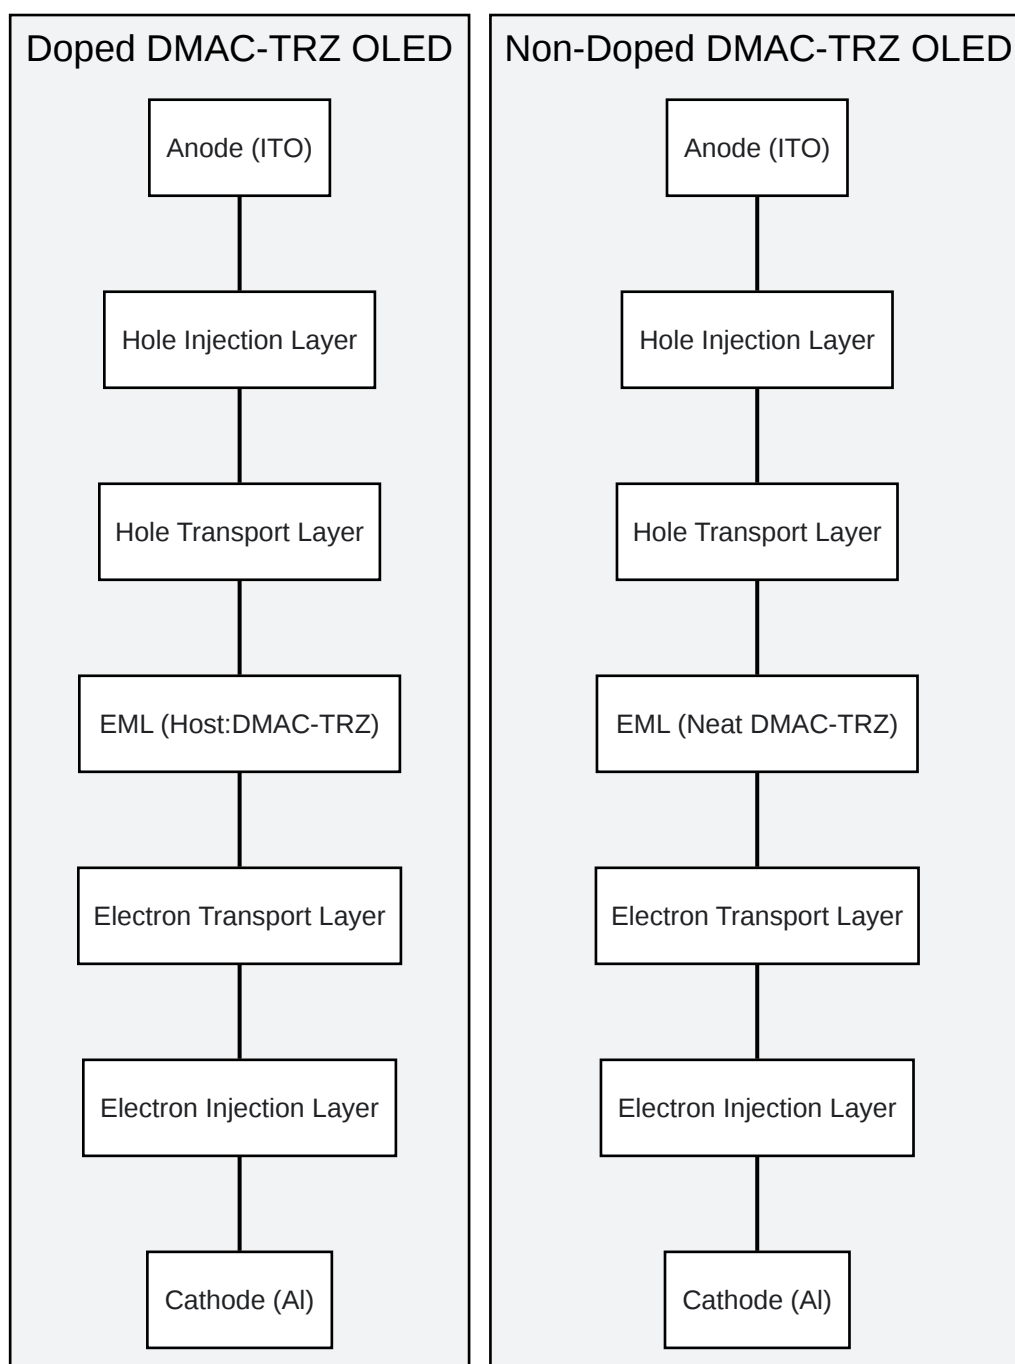 Doped DMAC-TRZ OLED
Anode (ITO)
Hole Injection Layer
Hole Transport Layer
EML (Host:DMAC-TRZ)
Electron Transport Layer
Electron Injection Layer
Cathode (Al)
Non-Doped DMAC-TRZ OLED
Anode (ITO)
Hole Injection Layer
Hole Transport Layer
EML (Neat DMAC-TRZ)
Electron Transport Layer
Electron Injection Layer
Cathode (Al)